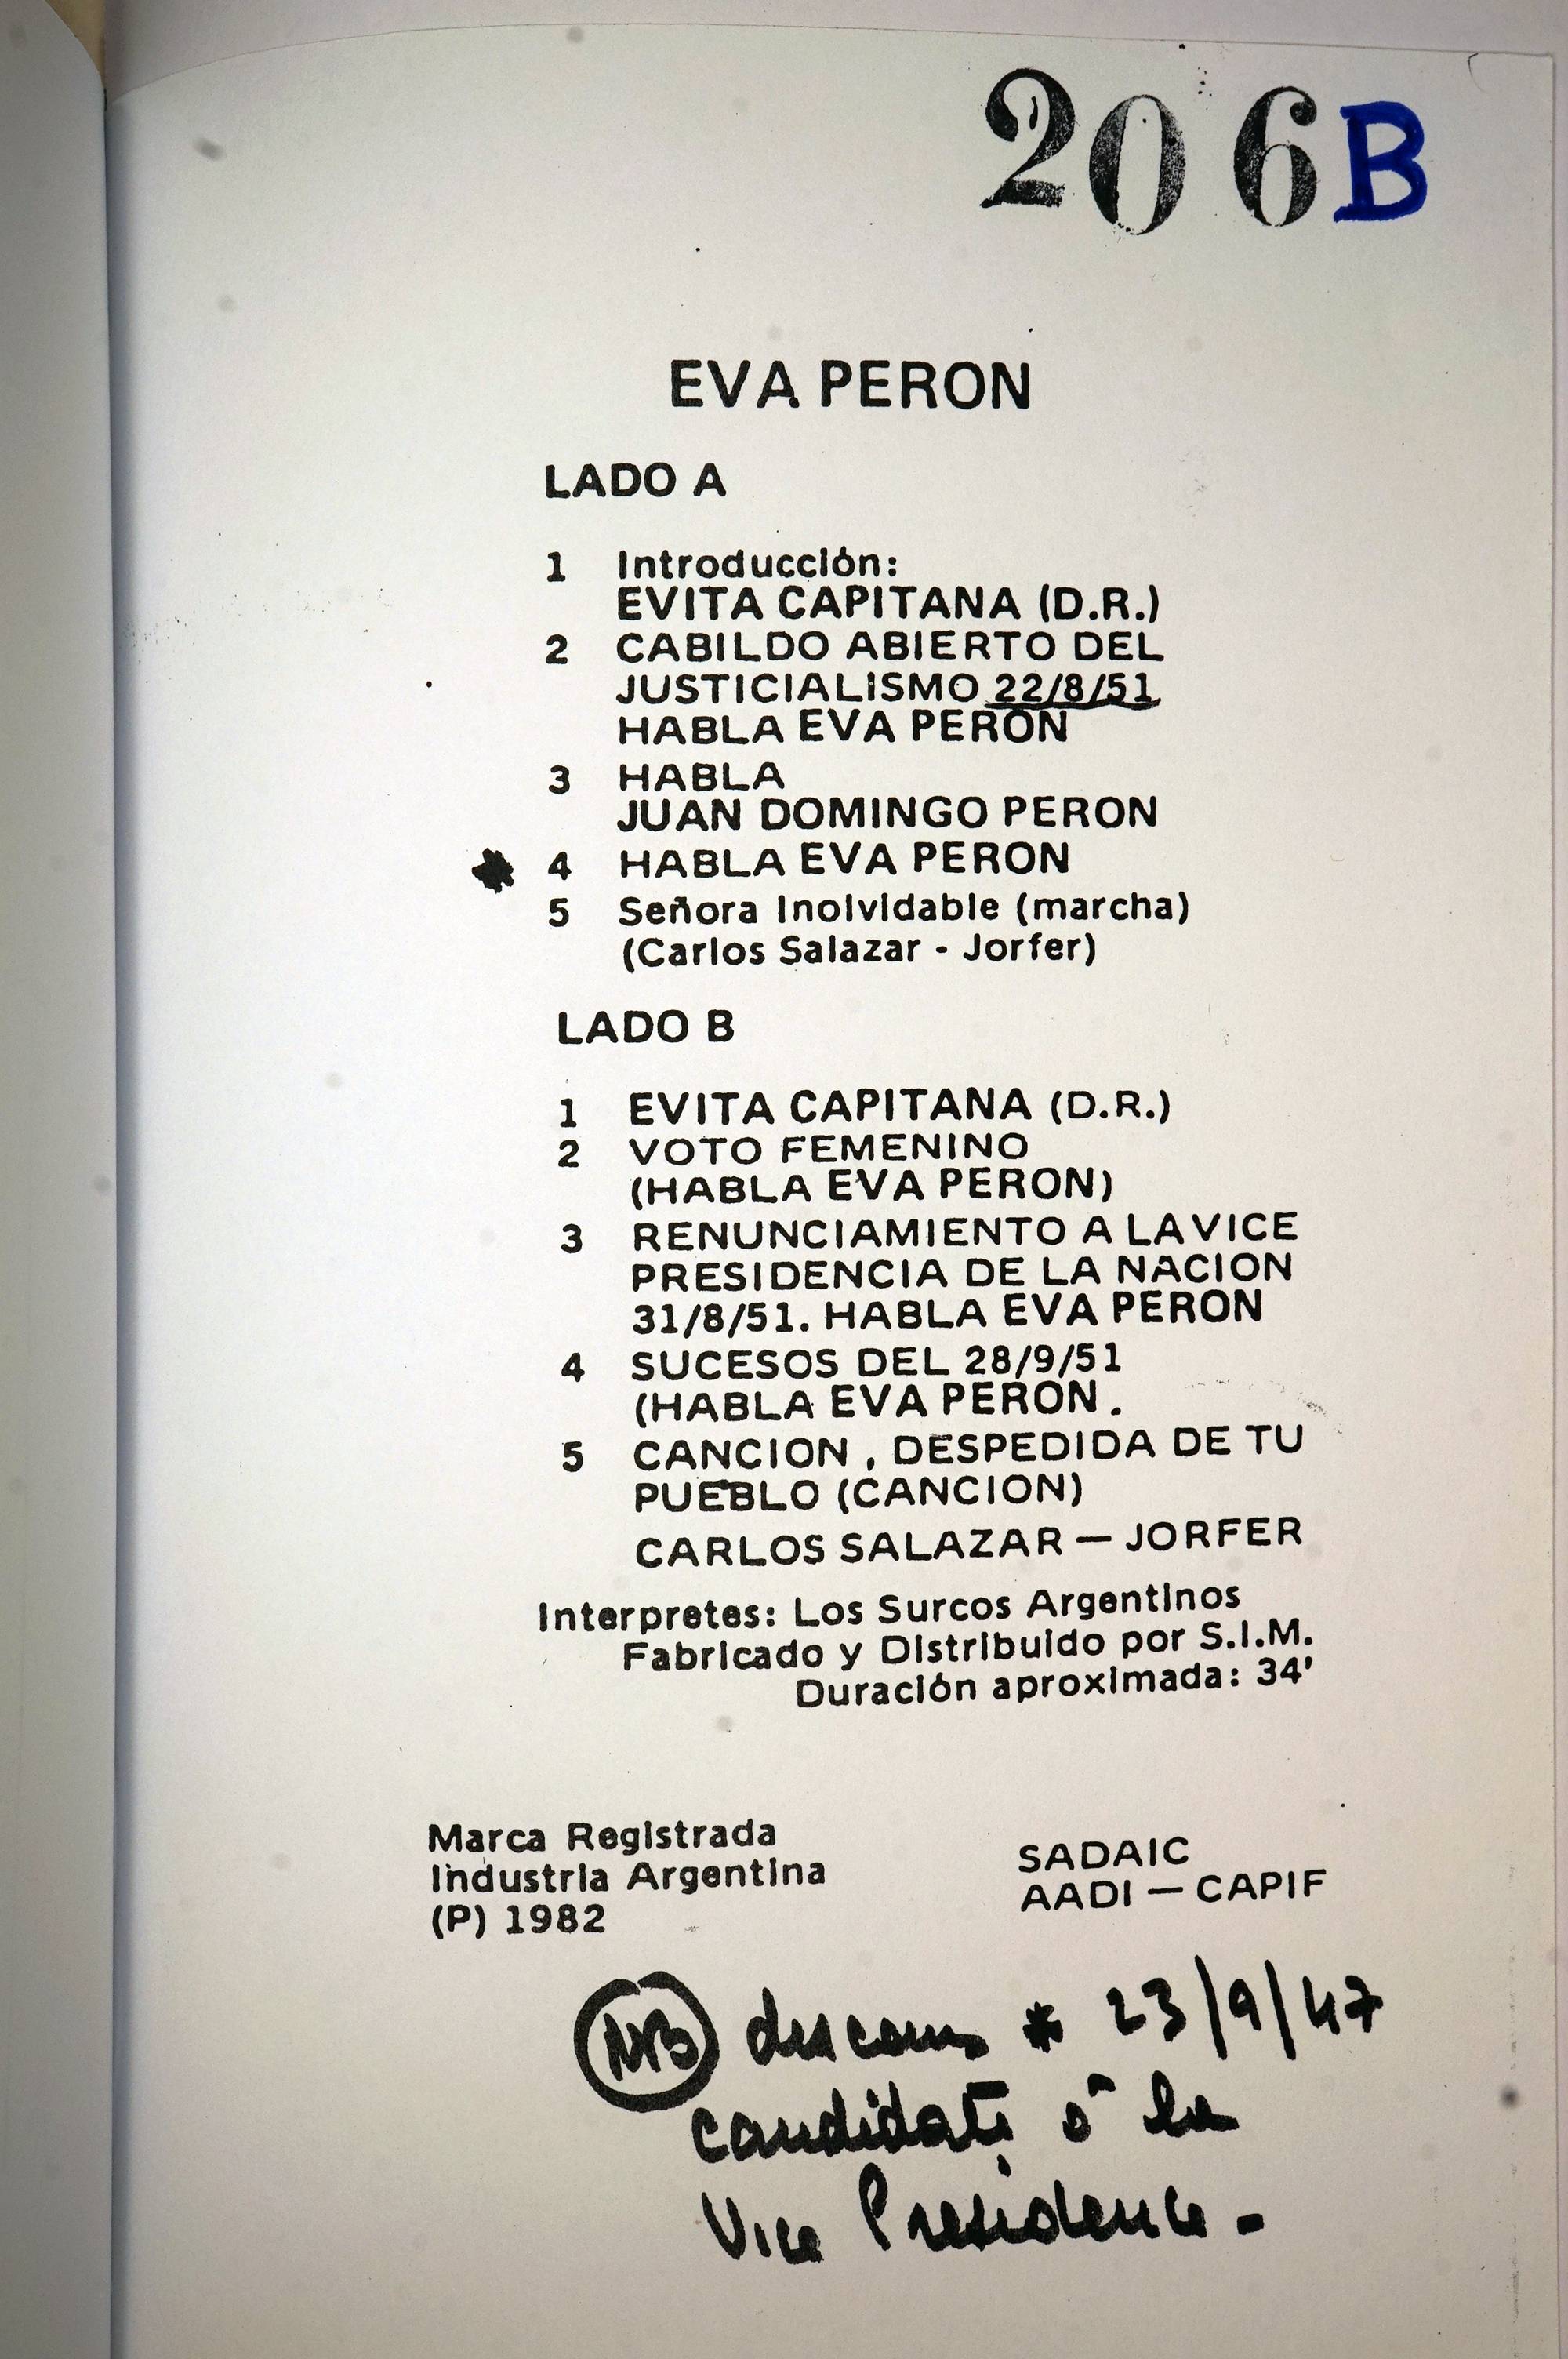 206B
EVA PERON
LADO A
1 Introducción:
EVITA CAPITANA (D.R.)
2 CABILDO ABIERTO DEL
JUSTICIALISMO 22/8/51
HABLA EVA PERON
3 HABLA
JUAN DOMINGO PERON
* 4 HABLA EVA PERON
5 Señora Inolvidable (marcha)
(Carlos Salazar - Jorfer)
LADO B
1 EVITA CAPITANA (D.R.)
2 VOTO FEMENINO
(HABLA EVA PERON)
3 RENUNCIAMIENTO A LA VICE
PRESIDENCIA DE LA NACION
31/8/51. HABLA EVA PERON
4 SUCESOS DEL 28/9/51
(HABLA EVA PERON.
5 CANCION, DESPEDIDA DE TU
PUEBLO (CANCION)
CARLOS SALAZAR — JORFER
Interpretes: Los Surcos Argentinos
Fabricado y Distribuido por S.I.M.
Duración aproximada: 34'
Marca Registrada
Industria Argentina
(P) 1982
SADAIC
AADI — CAPIF
NB * 23/9/47
à la
Vice Presidence -